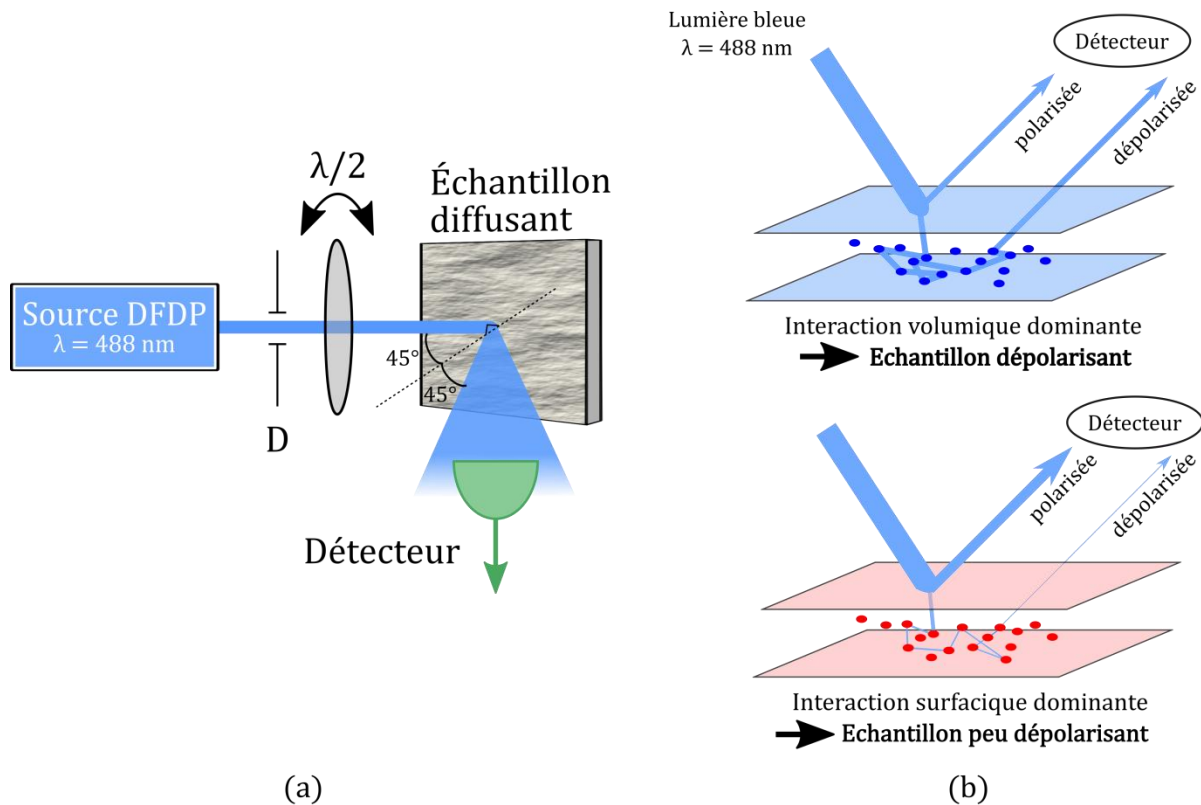 λ/2
Échantillon
diffusant
Source DFDP
λ = 488 nm
45°
45°
D
Détecteur
(a)
Lumière bleue
λ = 488 nm
Détecteur
polarisée
dépolarisée
Interaction volumique dominante
Echantillon dépolarisant
Détecteur
polarisée
dépolarisée
Interaction surfacique dominante
Echantillon peu dépolarisant
(b)